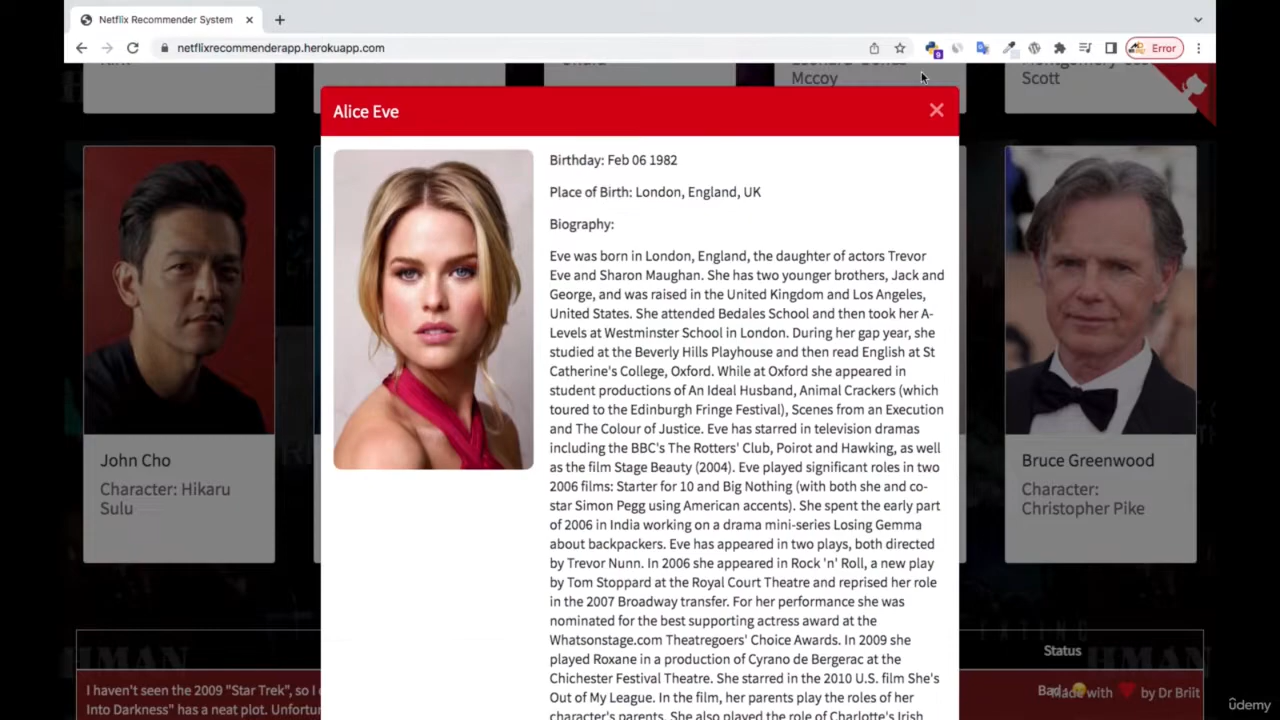 Netflix Recommender System
netflixrecommenderapp.herokuapp.com
Error
Mccoy
Scott
Alice Eve
Birthday: Feb 06 1982
Place of Birth: London, England, UK
Biography:
Eve was born in London, England, the daughter of actors Trevor
Eve and Sharon Maughan. She has two younger brothers, Jack and
George, and was raised in the United Kingdom and Los Angeles,
United States. She attended Bedales School and then took her A-
Levels at Westminster School in London. During her gap year, she
studied at the Beverly Hills Playhouse and then read English at St
Catherine's College, Oxford. While at Oxford she appeared in
student productions of An Ideal Husband, Animal Crackers (which
toured to the Edinburgh Fringe Festival), Scenes from an Execution
and The Colour of Justice. Eve has starred in television dramas
including the BBC's The Rotters' Club, Poirot and Hawking, as well
as the film Stage Beauty (2004). Eve played significant roles in two
2006 films: Starter for 10 and Big Nothing (with both she and co-
star Simon Pegg using American accents). She spent the early part
of 2006 in India working on a drama mini-series Losing Gemma
about backpackers. Eve has appeared in two plays, both directed
by Trevor Nunn. In 2006 she appeared in Rock 'n' Roll, a new play
by Tom Stoppard at the Royal Court Theatre and reprised her role
in the 2007 Broadway transfer. For her performance she was
nominated for the best supporting actress award at the
Whatsonstage.com Theatregoers' Choice Awards. In 2009 she
played Roxane in a production of Cyrano de Bergerac at the
Chichester Festival Theatre. She starred in the 2010 U.S. film She's
Out of My League. In the film, her parents play the roles of her
character's parents. She also played the role of Charlotte's Irish
John Cho
Character: Hikaru
Sulu
Bruce Greenwood
Character:
Christopher Pike
Status
I haven't seen the 2009 "Star Trek", so I
Into Darkness" has a neat plot. Unfortun
Bad
Made with ❤ by Dr Briit
ûdemy